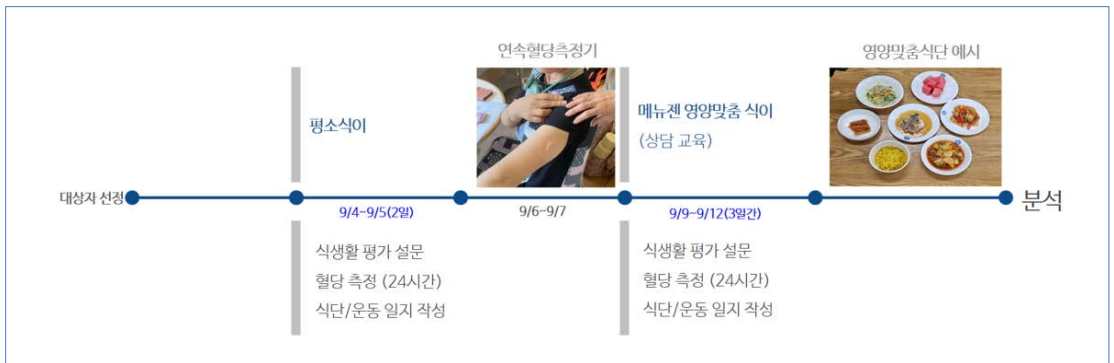 연속혈당측정기
영양맞춤식단 예시
평소식이
메뉴젠 영양맞춤 식이
(상담 교육)
대상자 선정
분석
9/4~9/5(2일)
9/6~9/7
9/9~9/12(3일간)
식생활 평가 설문
혈당 측정 (24시간)
식단/운동 일지 작성
식생활 평가 설문
혈당 측정 (24시간)
식단/운동 일지 작성